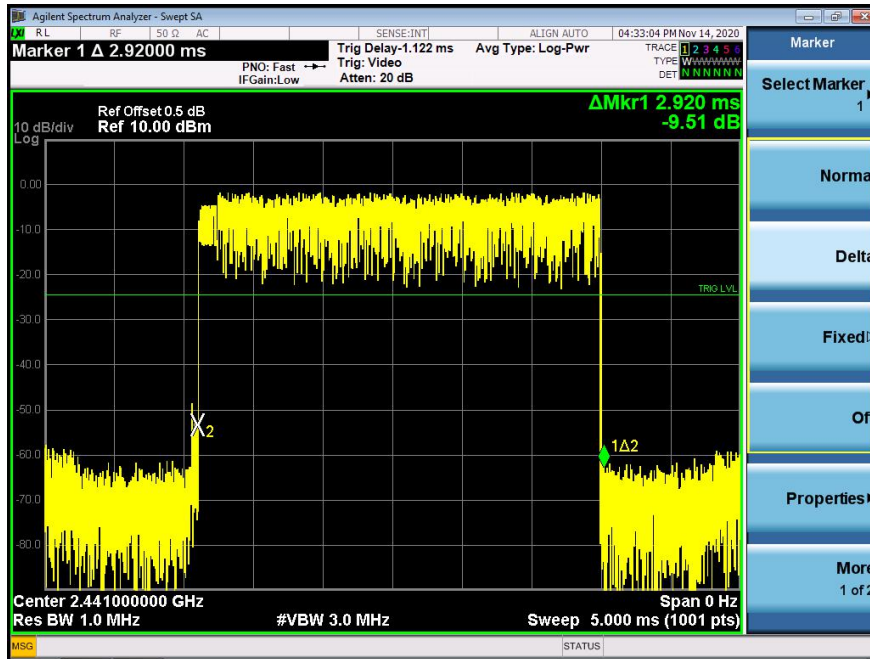 Agilent Spectrum Analyzer - Swept SA
LXI RL RF 50 Ω AC SENSE:INT ALIGN AUTO 04:33:04 PM Nov 14, 2020
Marker 1 Δ 2.92000 ms
PNO: Fast
IFGain:Low
Trig Delay-1.122 ms
Trig: Video
Atten: 20 dB
Avg Type: Log-Pwr
TRACE 1 2 3 4 5 6
TYPE WWWWWW
DET N N N N N N
Ref Offset 0.5 dB
10 dB/div Ref 10.00 dBm
Log
ΔMkr1 2.920 ms
-9.51 dB
0.00
-10.0
-20.0
TRIG LVL
-30.0
-40.0
-50.0
2
-60.0
1Δ2
-70.0
-80.0
Center 2.441000000 GHz Span 0 Hz
Res BW 1.0 MHz #VBW 3.0 MHz Sweep 5.000 ms (1001 pts)
MSG STATUS
Marker
Select Marker
1
Norma
Delta
Fixed
Of
Properties
More
1 of 2